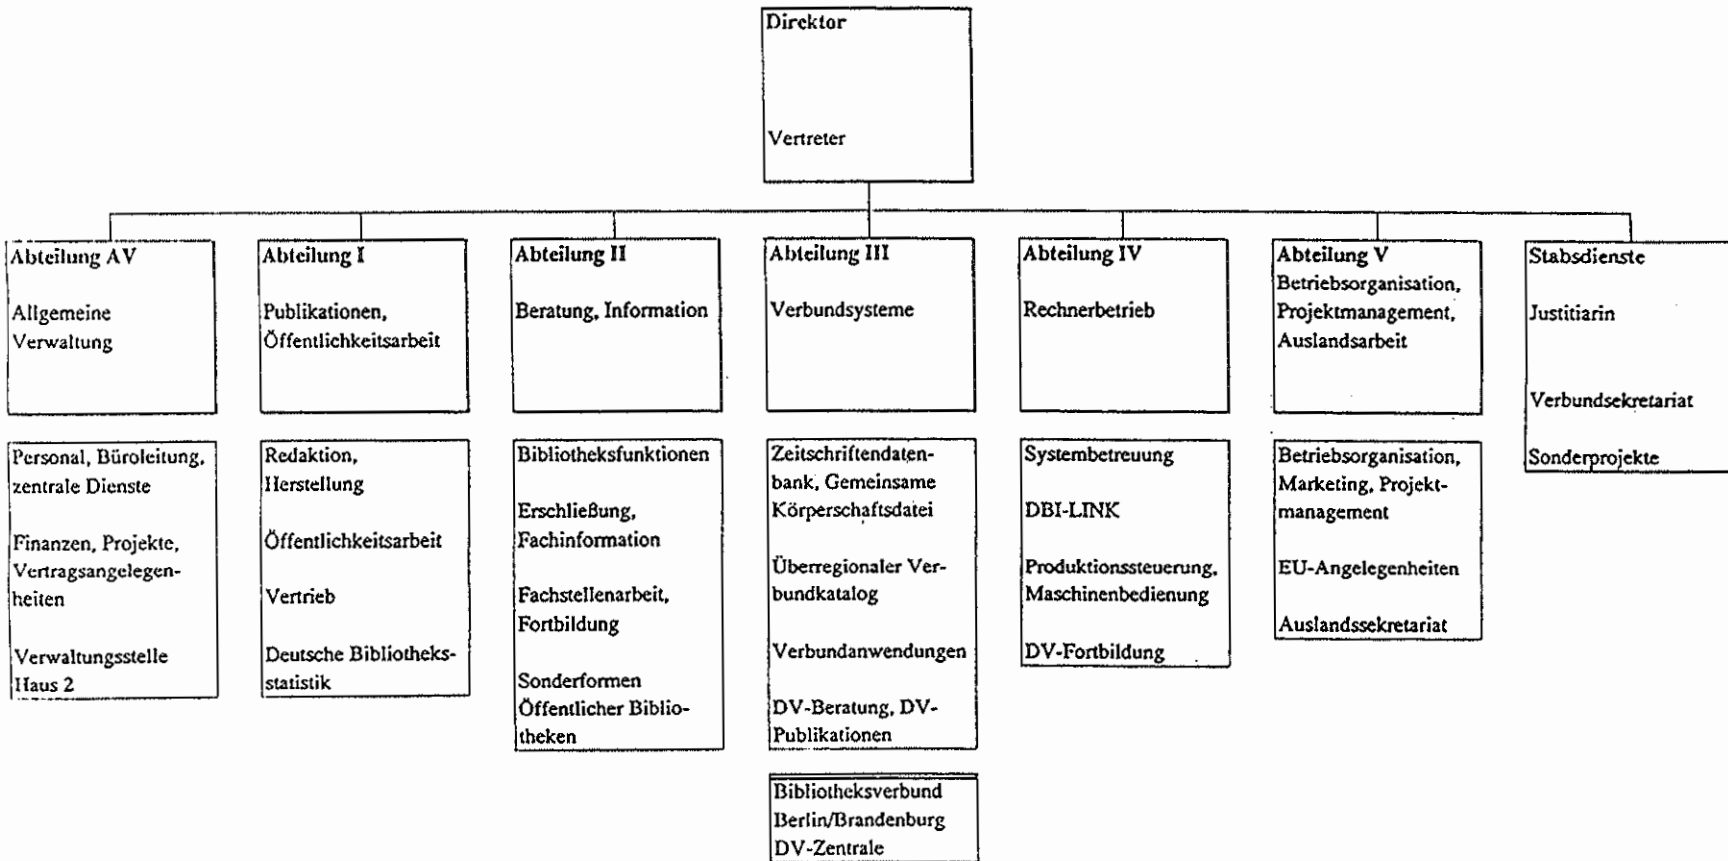 Direktor
Vertreter
Abteilung AV
Allgemeine
Verwaltung
Abteilung I
Publikationen,
Öffentlichkeitsarbeit
Abteilung II
Beratung, Information
Abteilung III
Verbundsysteme
Abteilung IV
Rechnerbetrieb
Abteilung V
Betriebsorganisation,
Projektmanagement,
Auslandsarbeit
Stabsdienste
Justitiarin
Verbundsekretariat
Sonderprojekte
Personal, Büroleitung,
zentrale Dienste
Finanzen, Projekte,
Vertragsangelegen-
heiten
Verwaltungsstelle
Haus 2
Redaktion,
Herstellung
Öffentlichkeitsarbeit
Vertrieb
Deutsche Bibliotheks-
statistik
Bibliotheksfunktionen
Erschließung,
Fachinformation
Fachstellenarbeit,
Fortbildung
Sonderformen
Öffentlicher Biblio-
theken
Zeitschriftendaten-
bank, Gemeinsame
Körperschaftsdatei
Überregionaler Ver-
bundkatalog
Verbundanwendungen
DV-Beratung, DV-
Publikationen
Bibliotheksverbund
Berlin/Brandenburg
DV-Zentrale
Systembetreuung
DBI-LINK
Produktionssteuerung,
Maschinenbedienung
DV-Fortbildung
Betriebsorganisation,
Marketing, Projekt-
management
EU-Angelegenheiten
Auslandssekretariat